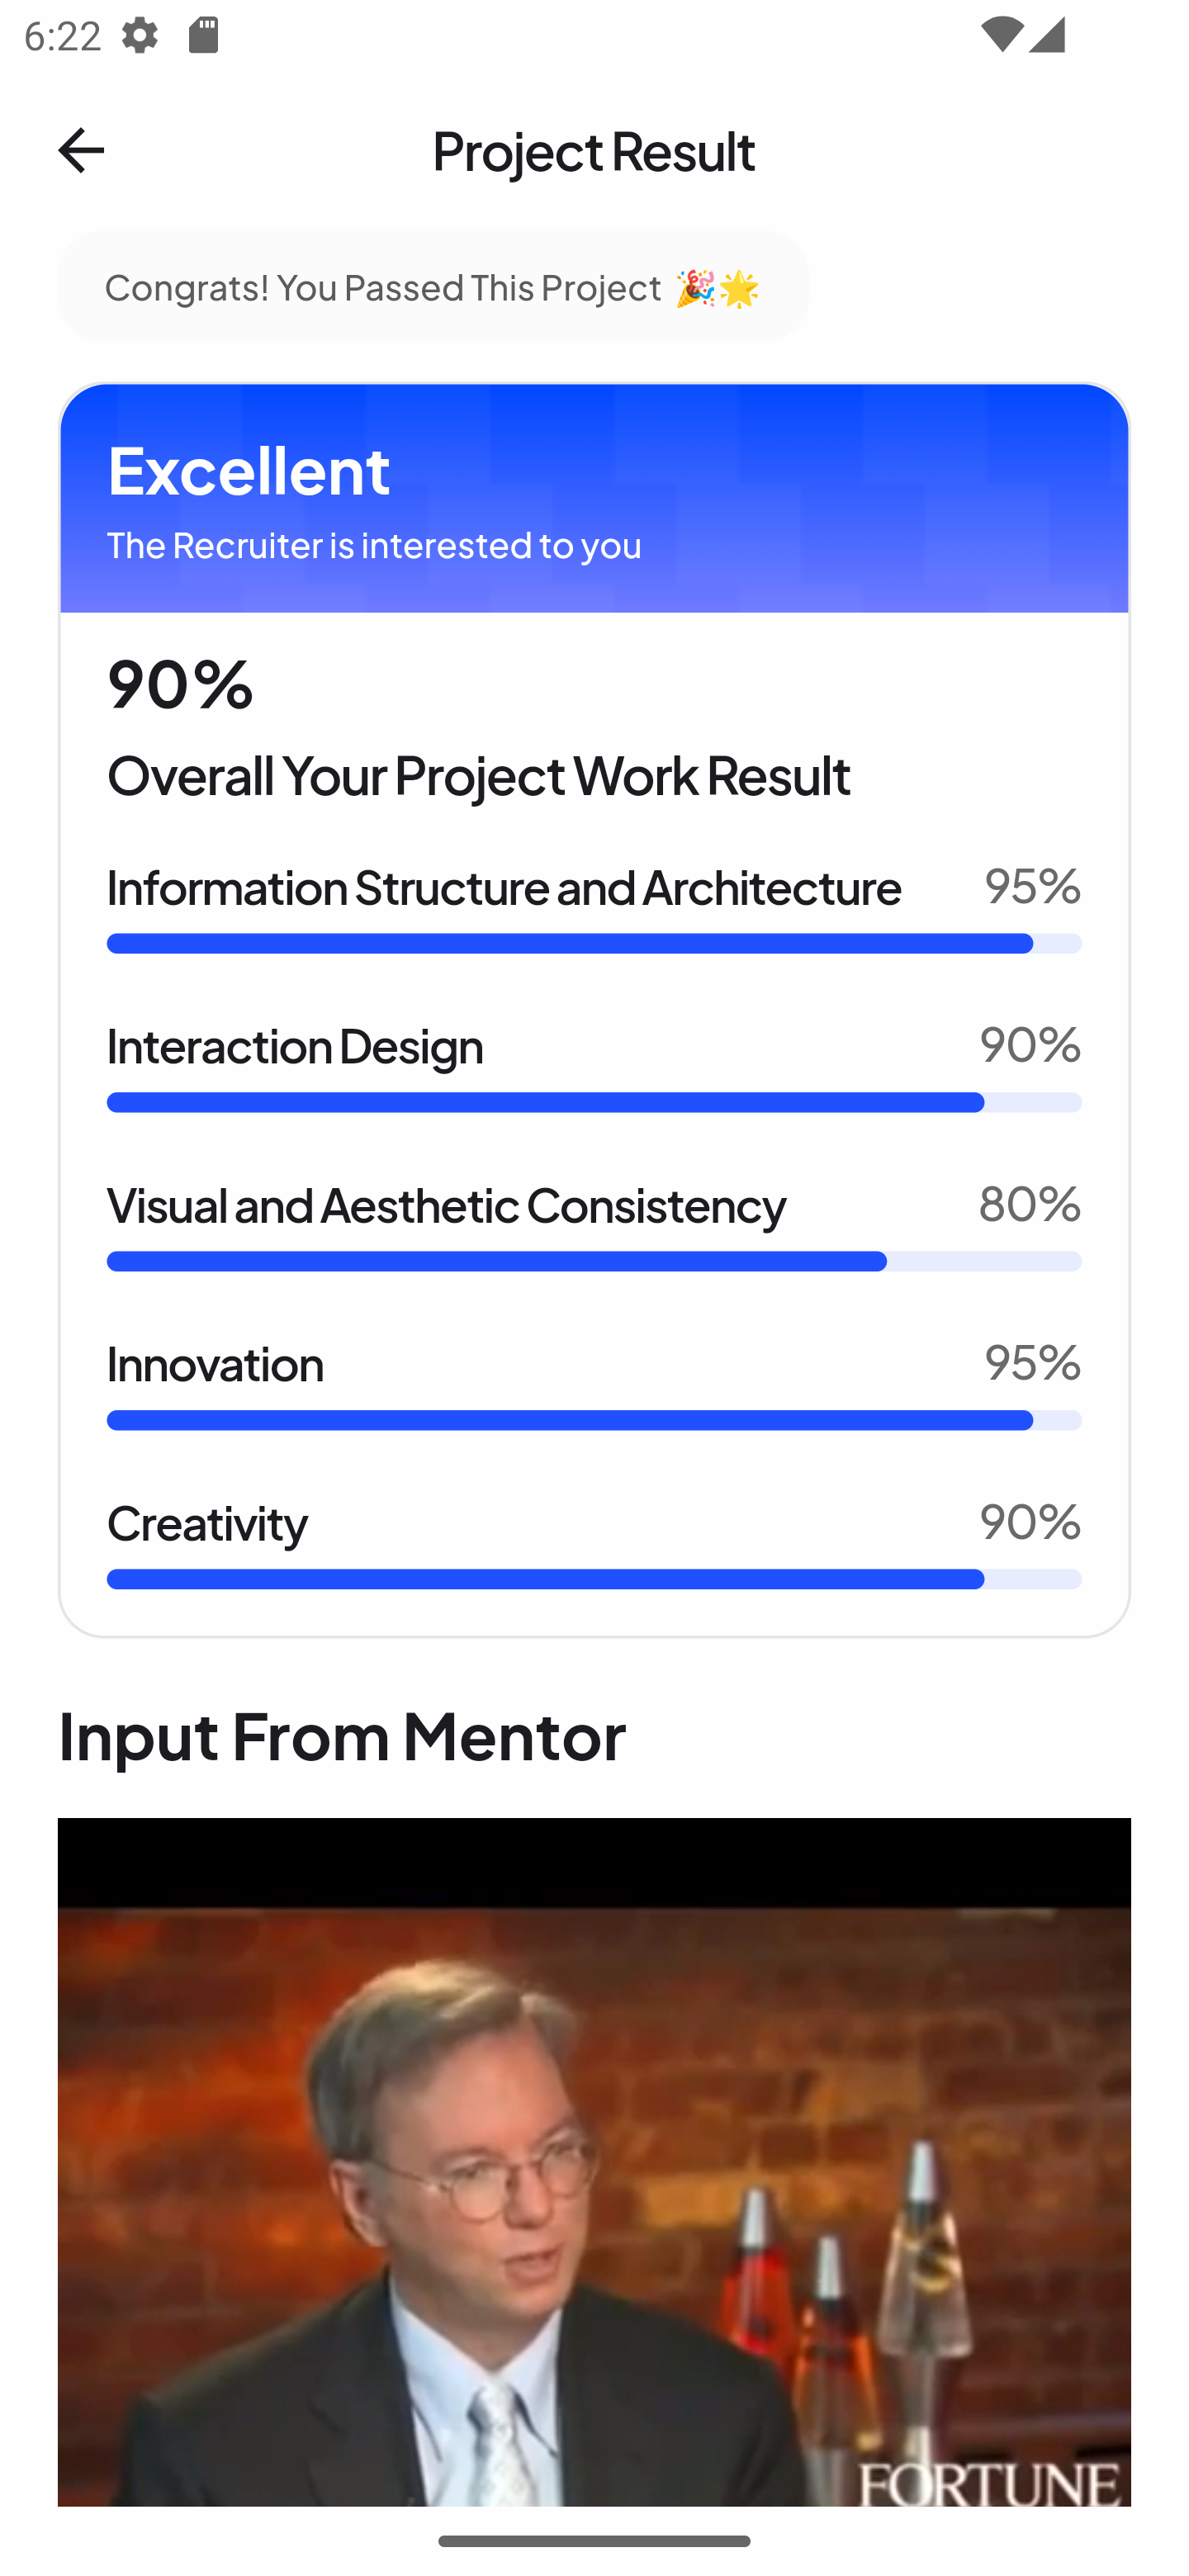 6:22
Project Result
Congrats! You Passed This Project 🎉🌟
Excellent
The Recruiter is interested to you
90%
Overall Your Project Work Result
Information Structure and Architecture 95%
Interaction Design 90%
Visual and Aesthetic Consistency 80%
Innovation 95%
Creativity 90%
Input From Mentor
FORTUNE